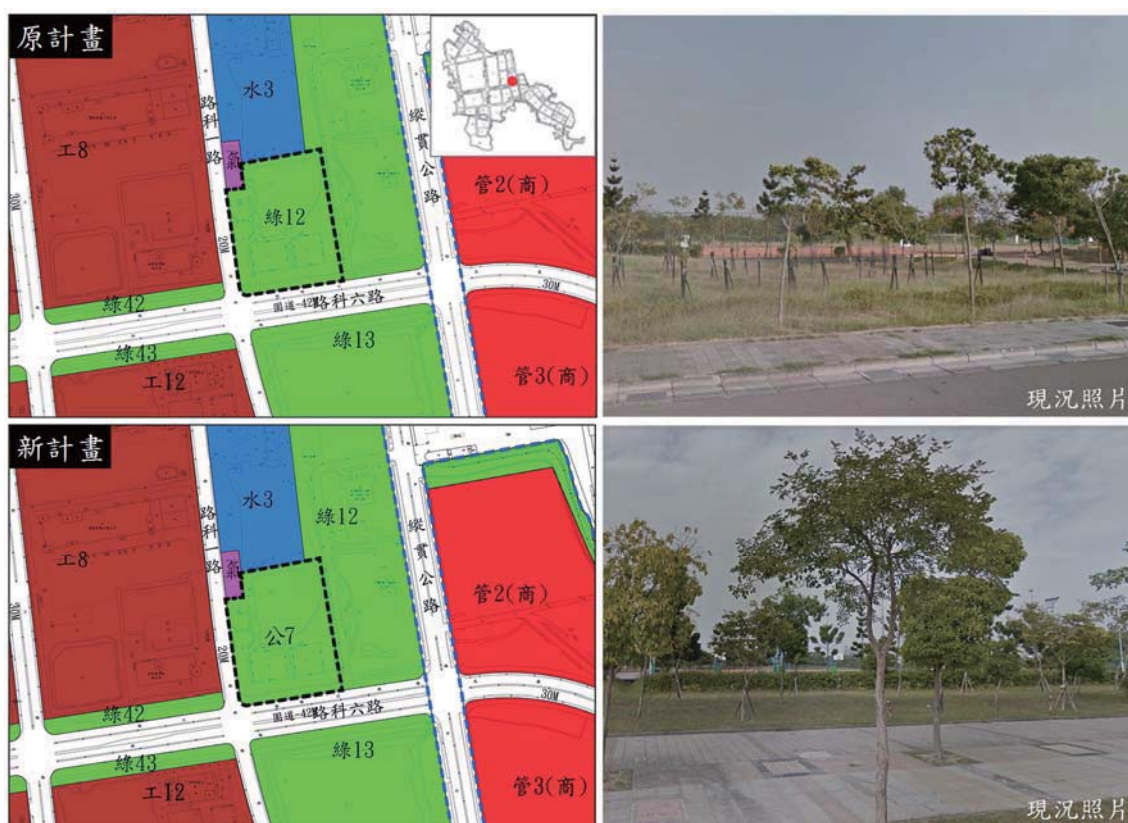 原計畫
水3
路科一路
縱貫公路
工8
管2(商)
30M
綠12
20M
30M
綠42
園道-42M
路科六路
綠43
綠13
工12
管3(商)
現況照片
新計畫
水3
綠12
路科一路
縱貫公路
工8
30M
管2(商)
公7
20M
30M
綠42
園道-42M
路科六路
綠43
綠13
工12
管3(商)
現況照片